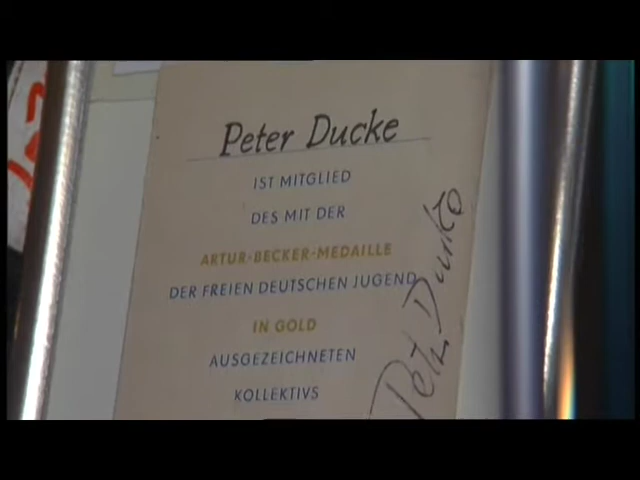 Peter Ducke
IST MITGLIED
DES MIT DER
ARTUR-BECKER-MEDAILLE
DER FREIEN DEUTSCHEN JUGEND
IN GOLD
AUSGEZEICHNETEN
KOLLEKTIVS
Peter Ducke